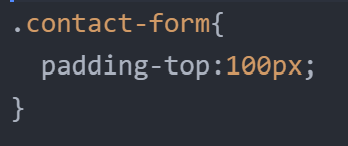 .contact-form{
  padding-top:100px;
}